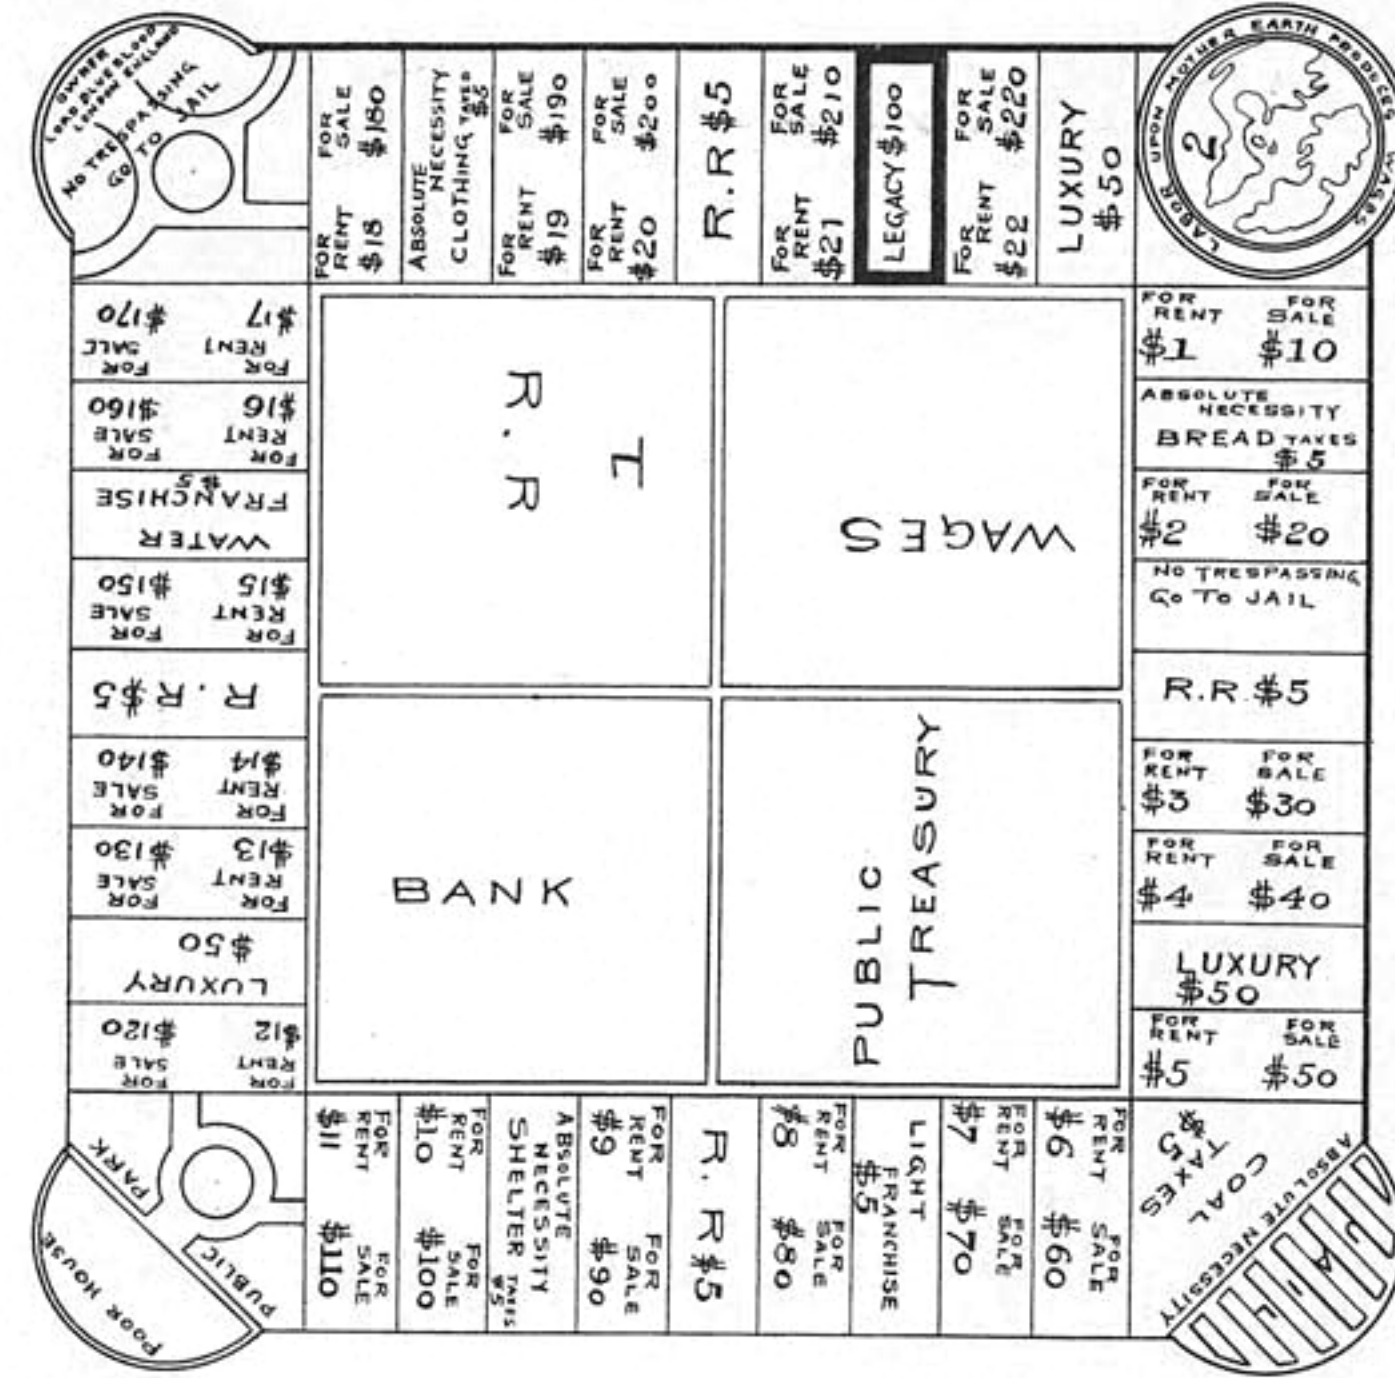 OWNER
LORD BLUEBLOOD
LONDON ENGLAND
NO TRESPASSING
GO TO JAIL
FOR RENT
$18
FOR SALE
$180
ABSOLUTE
NECESSITY
CLOTHING TAXES
$5
FOR RENT
$19
FOR SALE
$190
FOR RENT
$20
FOR SALE
$200
R.R $5
FOR RENT
$21
FOR SALE
$210
LEGACY $100
FOR RENT
$22
FOR SALE
$220
LUXURY
$50
LABOR UPON MOTHER EARTH PRODUCES WAGES
2
FOR RENT
$1
FOR SALE
$10
ABSOLUTE
NECESSITY
BREAD TAXES
$5
FOR RENT
$2
FOR SALE
$20
NO TRESPASSING
GO TO JAIL
R.R. $5
FOR RENT
$3
FOR SALE
$30
FOR RENT
$4
FOR SALE
$40
LUXURY
$50
FOR RENT
$5
FOR SALE
$50
ABSOLUTE NECESSITY
COAL
TAXES
$5
JAIL
FOR RENT
$6
FOR SALE
$60
FOR RENT
$7
FOR SALE
$70
LIGHT
FRANCHISE
$5
FOR RENT
$8
FOR SALE
$80
R.R $5
FOR RENT
$9
FOR SALE
$90
ABSOLUTE
NECESSITY
SHELTER TAXES
$5
FOR RENT
$10
FOR SALE
$100
FOR RENT
$11
FOR SALE
$110
PUBLIC
PARK
POOR HOUSE
FOR RENT
$12
FOR SALE
$120
LUXURY
$50
FOR RENT
$13
FOR SALE
$130
FOR RENT
$14
FOR SALE
$140
R.R $5
FOR RENT
$15
FOR SALE
$150
WATER
FRANCHISE
$5
FOR RENT
$16
FOR SALE
$160
FOR RENT
$17
FOR SALE
$170
R.R
1
WAGES
BANK
PUBLIC
TREASURY